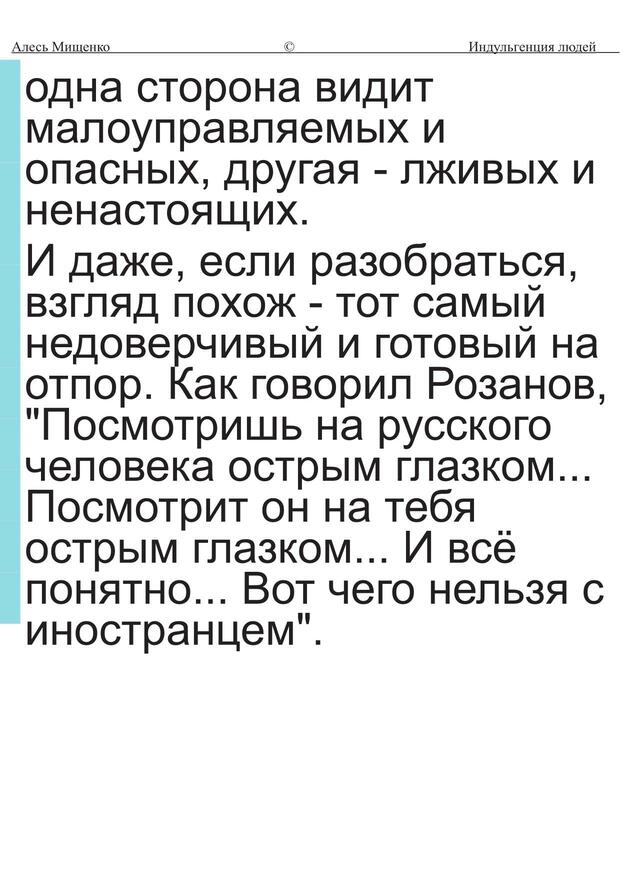 Алесь Мищенко © Индульгенция людей
одна сторона видит
малоуправляемых и
опасных, другая - лживых и
ненастоящих.
И даже, если разобраться,
взгляд похож - тот самый
недоверчивый и готовый на
отпор. Как говорил Розанов,
"Посмотришь на русского
человека острым глазком...
Посмотрит он на тебя
острым глазком... И всё
понятно... Вот чего нельзя с
иностранцем".